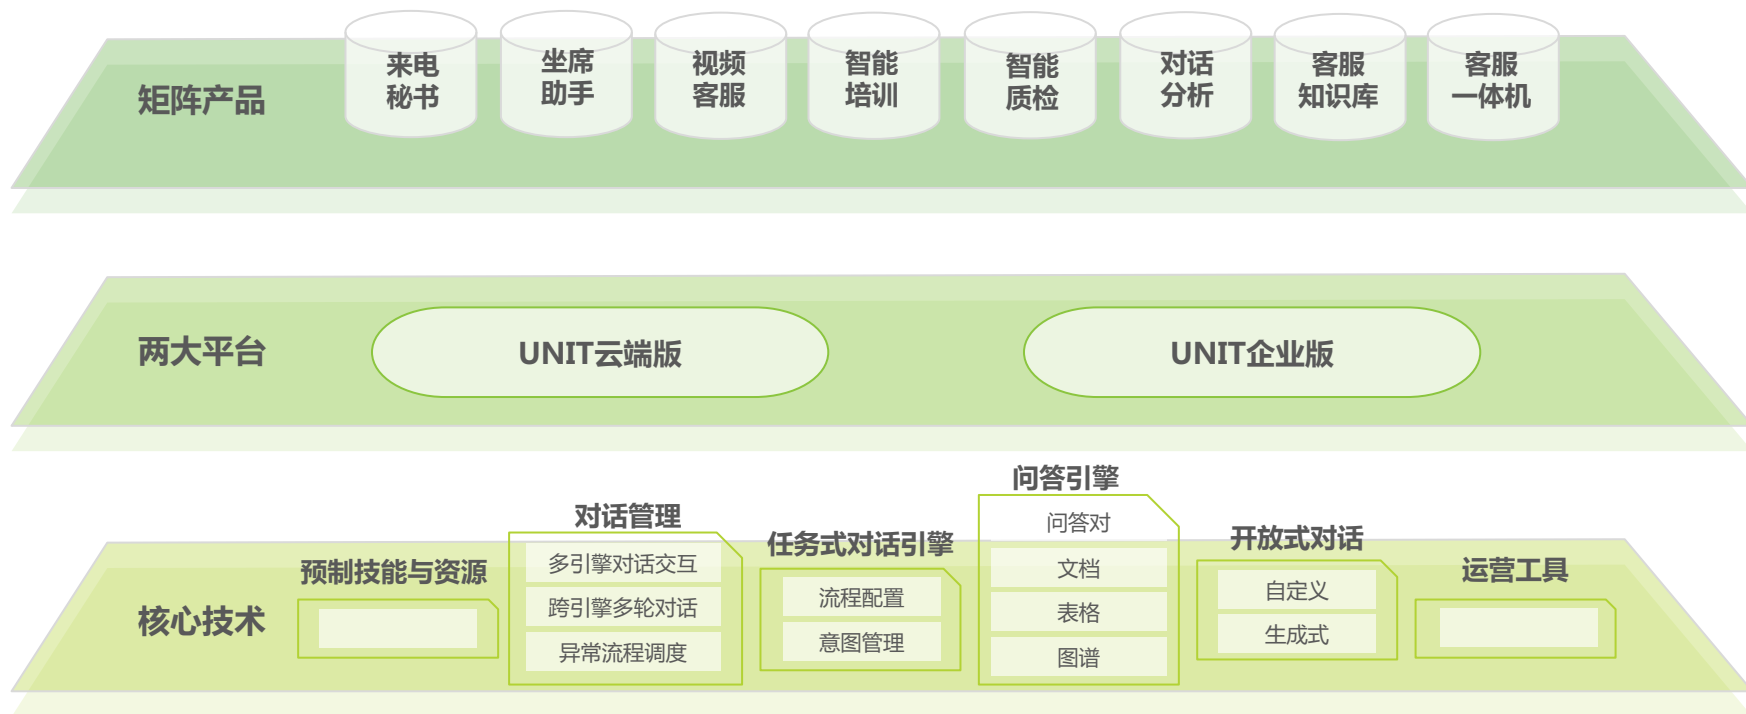 矩阵产品
来电
秘书
坐席
助手
视频
客服
智能
培训
智能
质检
对话
分析
客服
知识库
客服
一体机
两大平台
UNIT云端版
UNIT企业版
核心技术
预制技能与资源
对话管理
多引擎对话交互
跨引擎多轮对话
异常流程调度
任务式对话引擎
流程配置
意图管理
问答引擎
问答对
文档
表格
图谱
开放式对话
自定义
生成式
运营工具